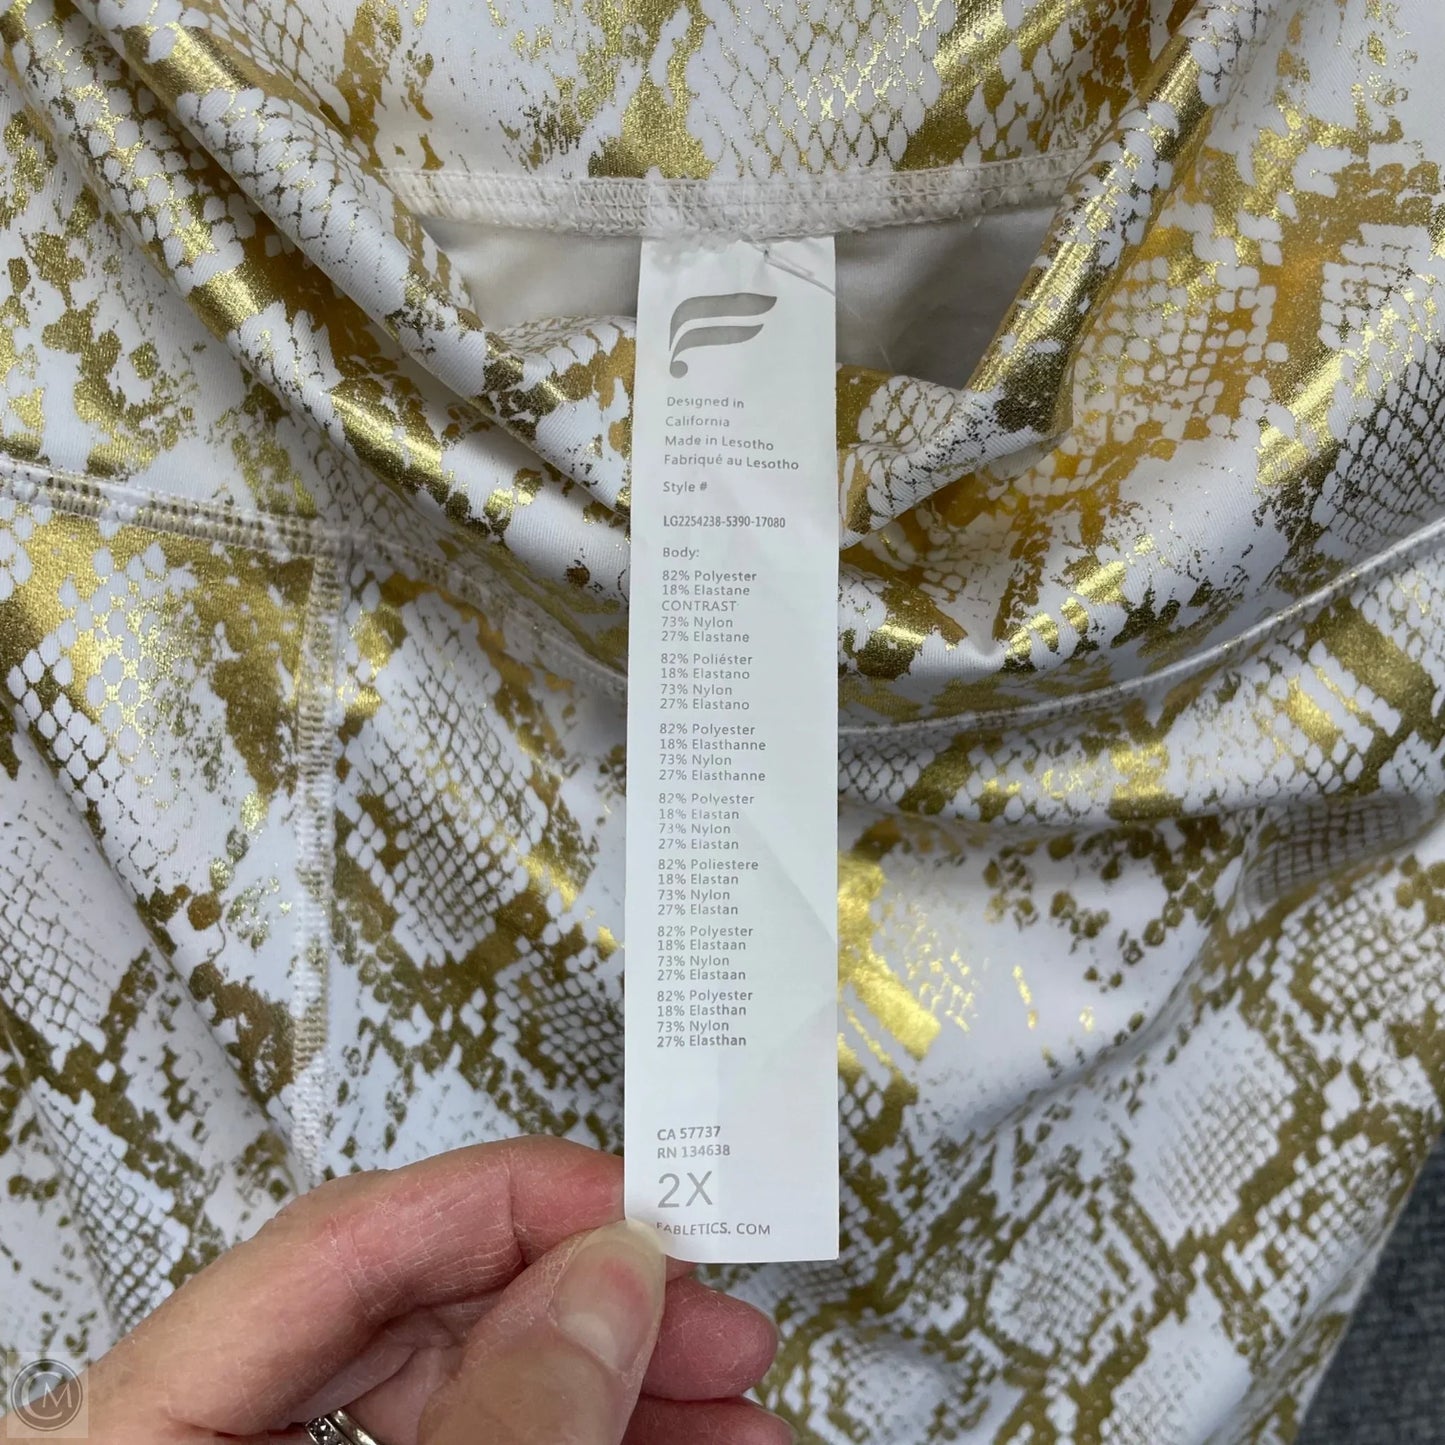 Designed in
California
Made in Lesotho
Fabriqué au Lesotho
Style #
LG2254238-5390-17080
Body:
82% Polyester
18% Elastane
CONTRAST
73% Nylon
27% Elastane
82% Poliéster
18% Elastano
73% Nylon
27% Elastano
82% Polyester
18% Elasthanne
73% Nylon
27% Elasthanne
82% Polyester
18% Elastan
73% Nylon
27% Elastan
82% Poliestere
18% Elastan
73% Nylon
27% Elastan
82% Polyester
18% Elastaan
73% Nylon
27% Elastaan
82% Polyester
18% Elasthan
73% Nylon
27% Elasthan
CA 57737
RN 134638
2X
FABLETICS. COM
CM